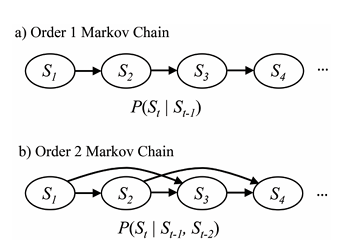 a) Order 1 Markov Chain
S₁ S₂ S₃ S₄ ...
P(Sₜ | Sₜ₋₁)
b) Order 2 Markov Chain
S₁ S₂ S₃ S₄ ...
P(Sₜ | Sₜ₋₁, Sₜ₋₂)